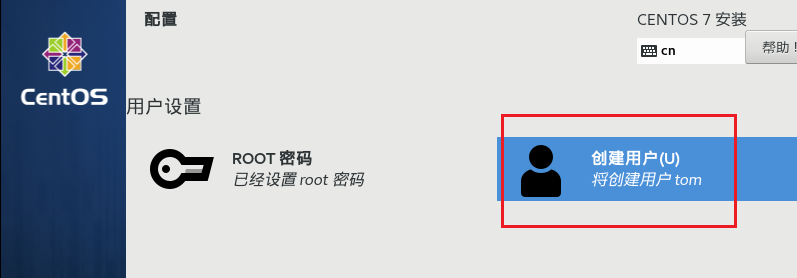 配置
CENTOS 7 安装
cn
帮助！
CentOS
用户设置
ROOT 密码
已经设置 root 密码
创建用户(U)
将创建用户 tom